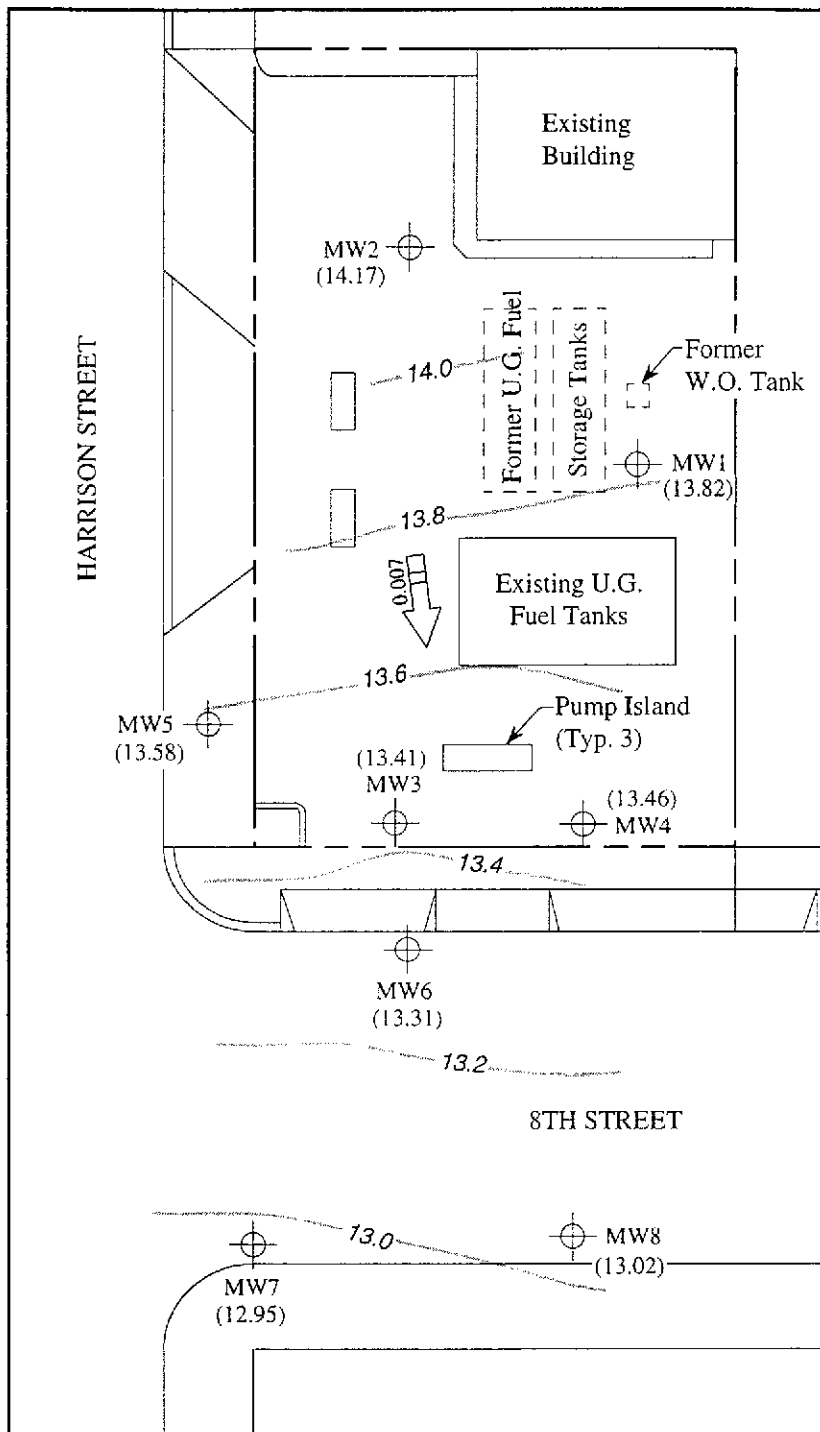 Existing
Building
MW2
(14.17)
HARRISON STREET
14.0
Former U.G. Fuel
Storage Tanks
Former
W.O. Tank
MW1
(13.82)
13.8
0.007
Existing U.G.
Fuel Tanks
13.6
MW5
(13.58)
Pump Island
(Typ. 3)
(13.41)
MW3
(13.46)
MW4
13.4
MW6
(13.31)
13.2
8TH STREET
13.0
MW8
(13.02)
MW7
(12.95)